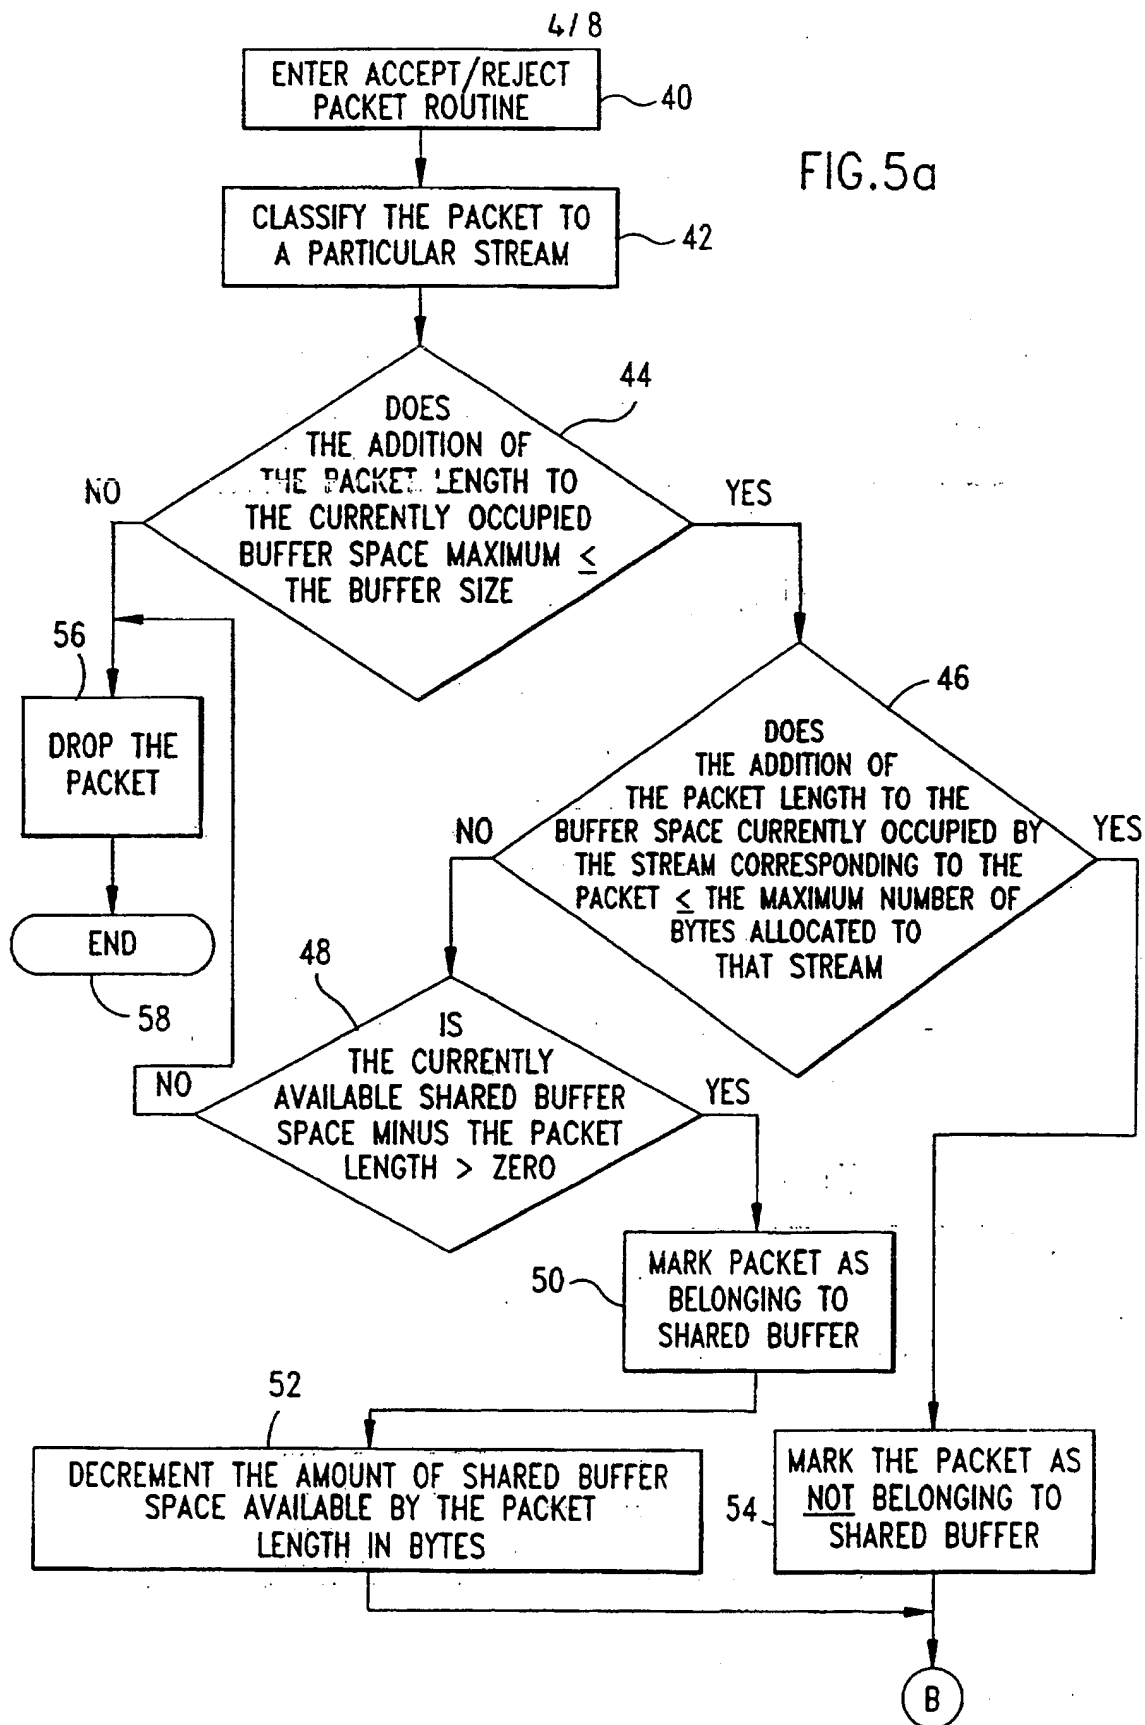 4/8
ENTER ACCEPT/REJECT
PACKET ROUTINE
40
FIG.5a
CLASSIFY THE PACKET TO
A PARTICULAR STREAM
42
44
DOES
THE ADDITION OF
THE PACKET LENGTH TO
THE CURRENTLY OCCUPIED
BUFFER SPACE MAXIMUM ≤
THE BUFFER SIZE
NO
YES
56
DROP THE
PACKET
END
58
46
DOES
THE ADDITION OF
THE PACKET LENGTH TO THE
BUFFER SPACE CURRENTLY OCCUPIED BY
THE STREAM CORRESPONDING TO THE
PACKET ≤ THE MAXIMUM NUMBER OF
BYTES ALLOCATED TO
THAT STREAM
NO
YES
48
IS
THE CURRENTLY
AVAILABLE SHARED BUFFER
SPACE MINUS THE PACKET
LENGTH > ZERO
NO
YES
50
MARK PACKET AS
BELONGING TO
SHARED BUFFER
52
DECREMENT THE AMOUNT OF SHARED BUFFER
SPACE AVAILABLE BY THE PACKET
LENGTH IN BYTES
54
MARK THE PACKET AS
NOT BELONGING TO
SHARED BUFFER
B